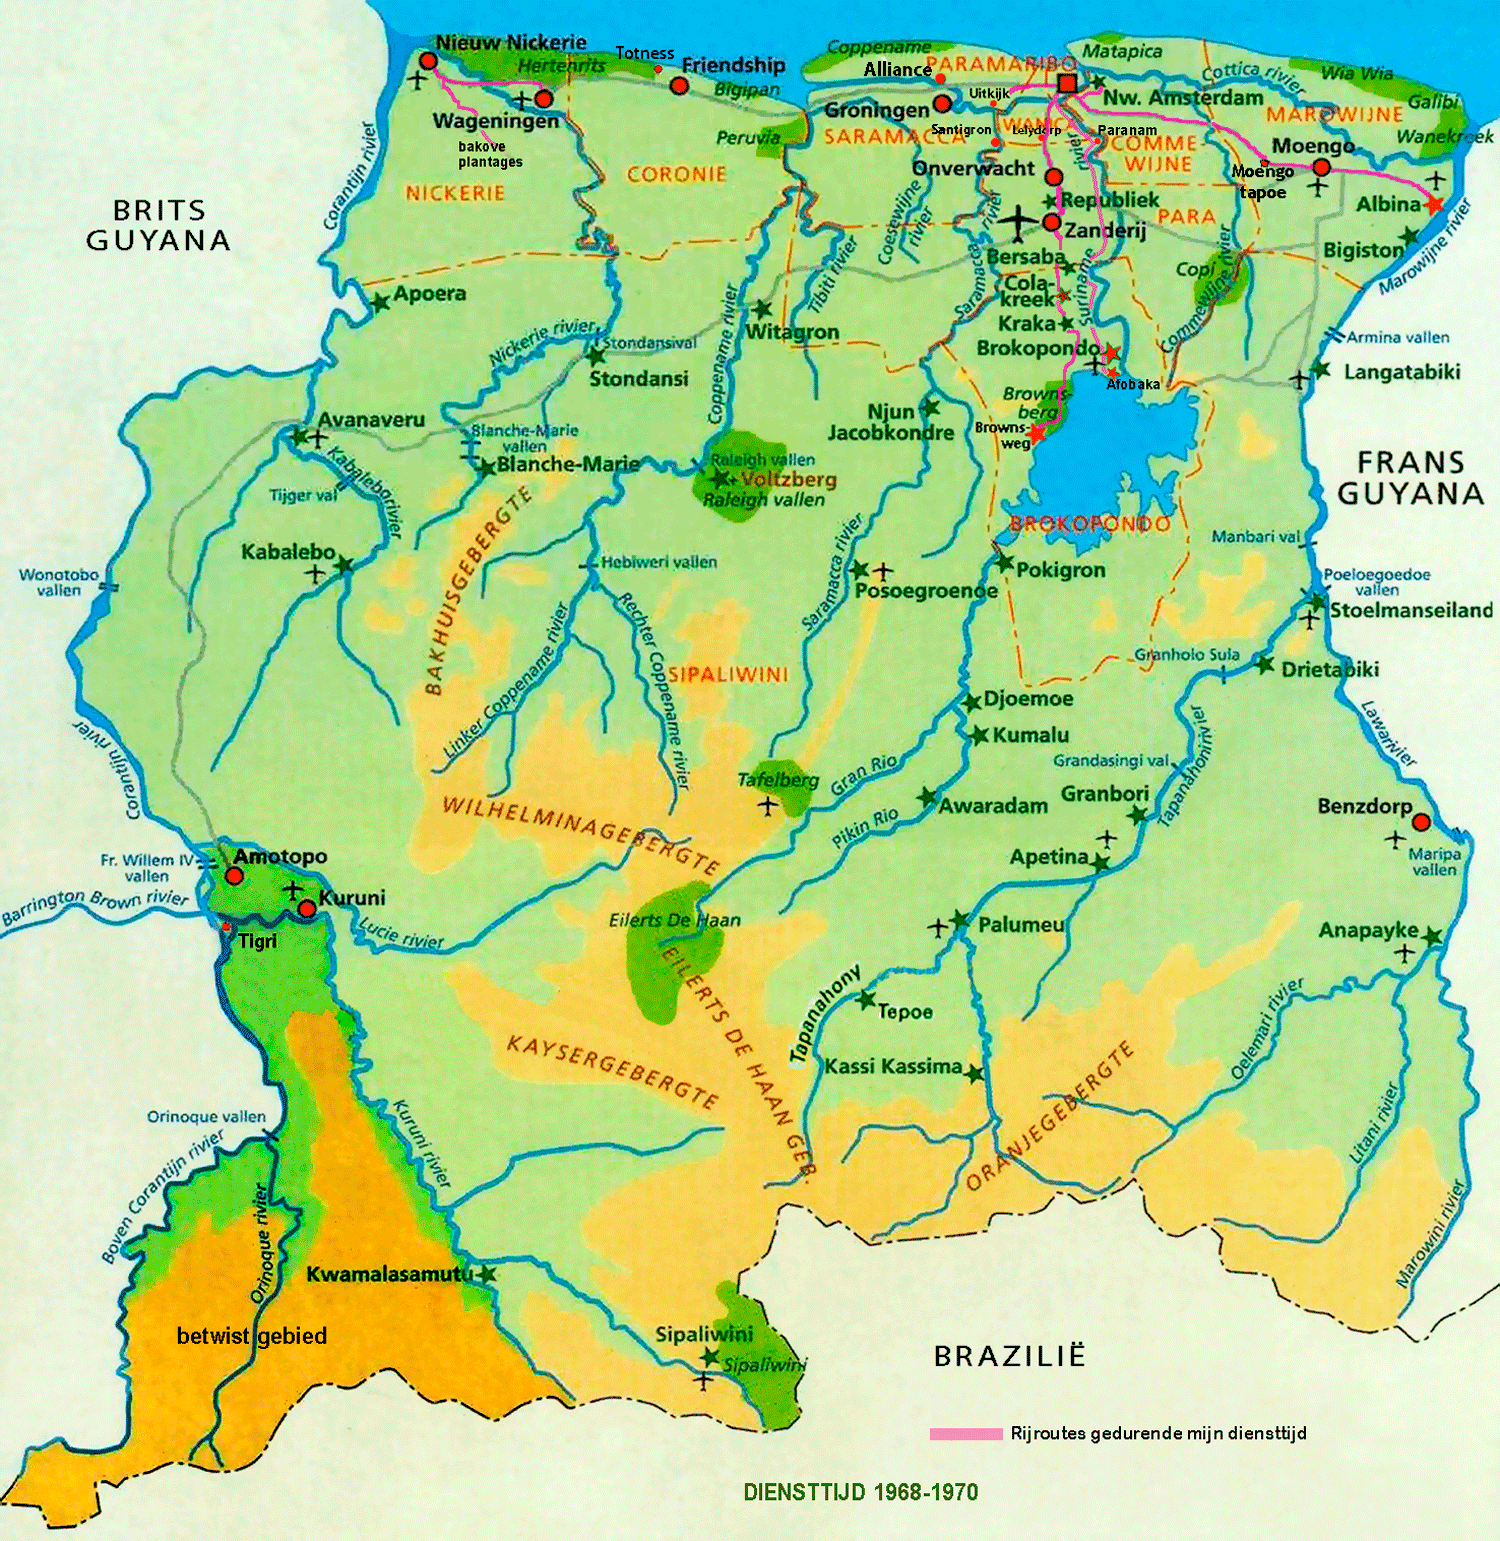 Nieuw Nickerie
Hertenrits
Totness
Friendship
Bigipan
Wageningen
bakove
plantages
Peruvia
NICKERIE
CORONIE
Corantijn rivier
BRITS
GUYANA
Coppename
Alliance
PARAMARIBO
Matapica
Cottica rivier
Wia Wia
Galibi
Wanekreek
Uitkijk
Nw. Amsterdam
Groningen
SARAMACCA
Santigron
WANICA
Lelydorp
Paranam
rivier
COMME-
WIJNE
MAROWIJNE
Moengo
Moengo
tapoe
Albina
Onverwacht
Republiek
PARA
Zanderij
Bigiston
Marowijne rivier
Coesewijne
rivier
Tibiti rivier
Saramacca
rivier
Bersaba
Cola-
kreek
Suriname
Copi
Commewijne rivier
Kraka
Apoera
Witagron
Coppename rivier
Nickerie rivier
Stondansival
Stondansi
Brokopondo
Afobaka
Armina vallen
Langatabiki
Browns-
berg
Browns-
weg
Njun
Jacobkondre
Avanaveru
Kabalebo rivier
Blanche-Marie
vallen
Blanche-Marie
Tijger val
Raleigh vallen
Voltzberg
Raleigh vallen
FRANS
GUYANA
BROKOPONDO
Kabalebo
BAKHUISGEBERGTE
Hebiweri vallen
Saramacca rivier
Posoegroenoe
Pokigron
Manbari val
Poeloegoedoe
vallen
Stoelmanseiland
Wonotobo
vallen
Linker Coppename rivier
Rechter Coppename rivier
SIPALIWINI
Granholo Sula
Drietabiki
Djoemoe
Kumalu
Lawarivier
Corantijn rivier
Tafelberg
Gran Rio
Pikin Rio
Awaradam
Grandasingi val
Granbori
Tapanahonirivier
Apetina
Benzdorp
Maripa
vallen
WILHELMINAGEBERGTE
Fr. Willem IV
vallen
Amotopo
Kuruni
Barrington Brown rivier
Lucie rivier
Tigri
Eilerts De Haan
EILERTS DE HAAN GEB.
Palumeu
Anapayke
Tapanahony
Tepoe
KAYSERGEBERGTE
Kassi Kassima
ORANJEGEBERGTE
Oelemari rivier
Litani rivier
Marowini rivier
Orinoque vallen
Boven Corantijn rivier
Kuruni rivier
Orinoque rivier
Kwamalasamutu
betwist gebied
Sipaliwini
Sipaliwini
BRAZILIË
Rijroutes gedurende mijn diensttijd
DIENSTTIJD 1968-1970